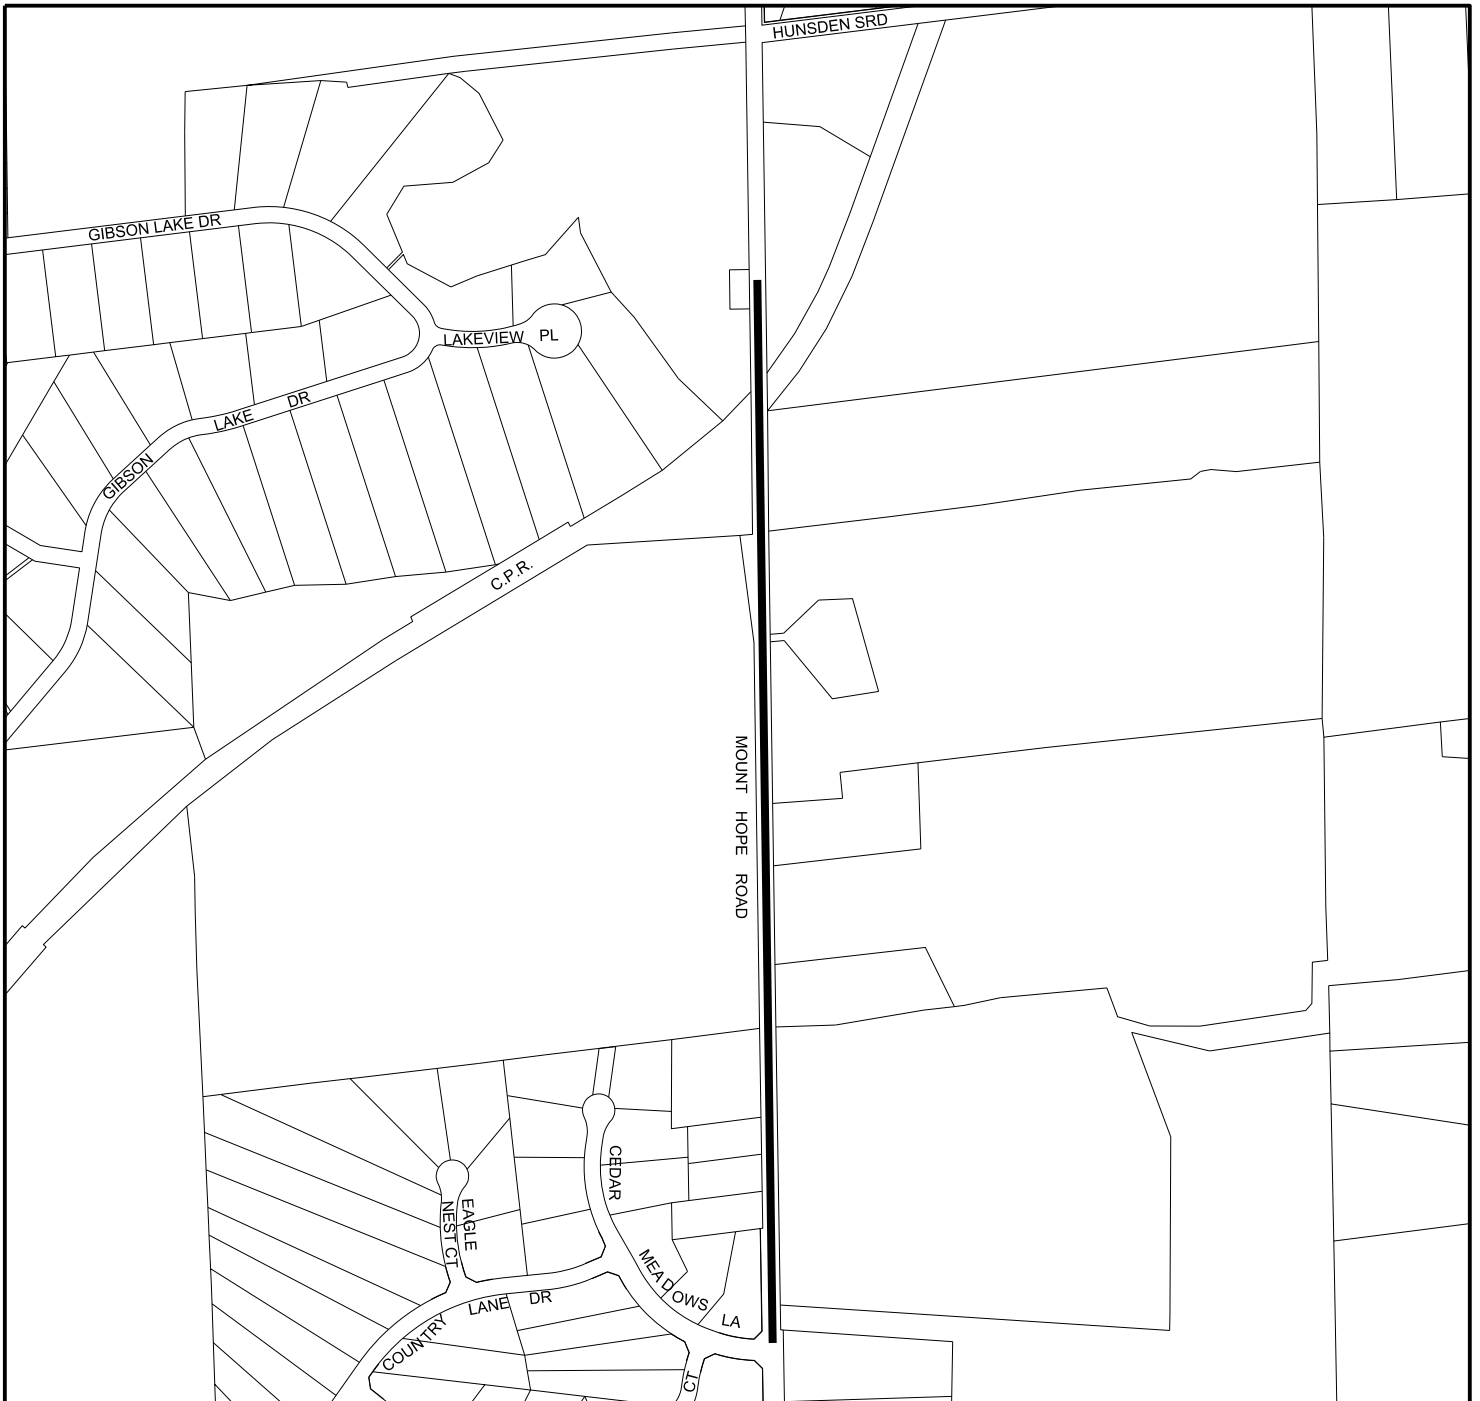 HUNSDEN SRD
GIBSON LAKE DR
LAKEVIEW PL
GIBSON LAKE DR
C.P.R.
MOUNT HOPE ROAD
CEDAR MEADOWS LA
EAGLE
NEST CT
COUNTRY LANE DR
CT